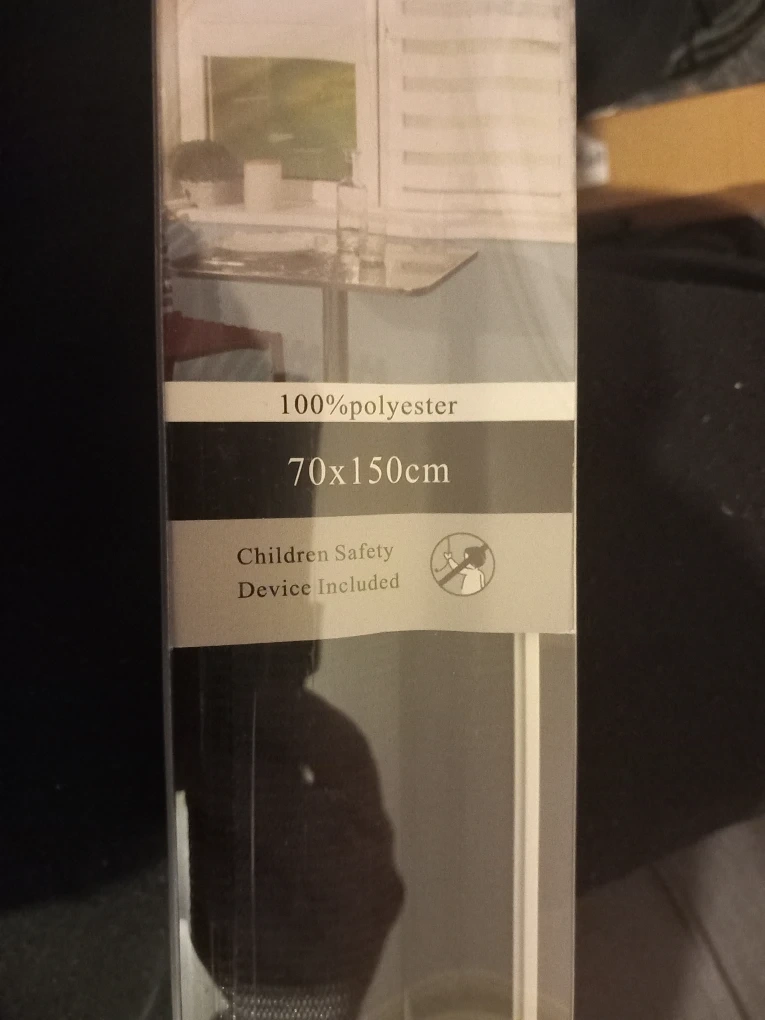 100%polyester
70x150cm
Children Safety
Device Included